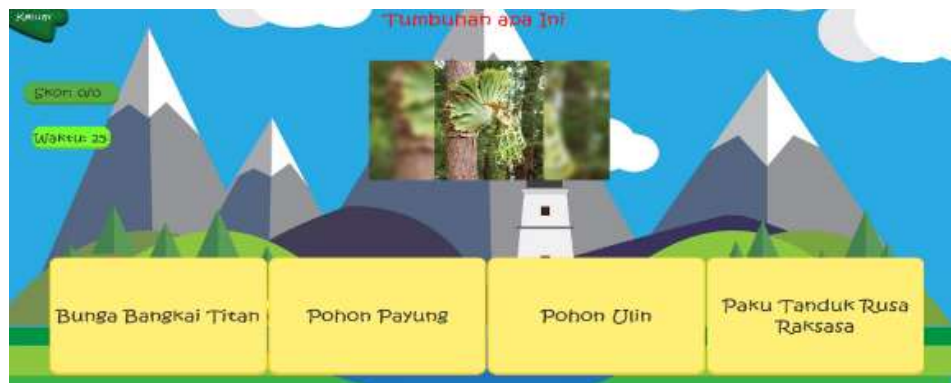 Keluar
Tumbuhan apa Ini
Skor: 0/0
Waktu: 25
Bunga Bangkai Titan
Pohon Payung
Pohon Ulin
Paku Tanduk Rusa
Raksasa